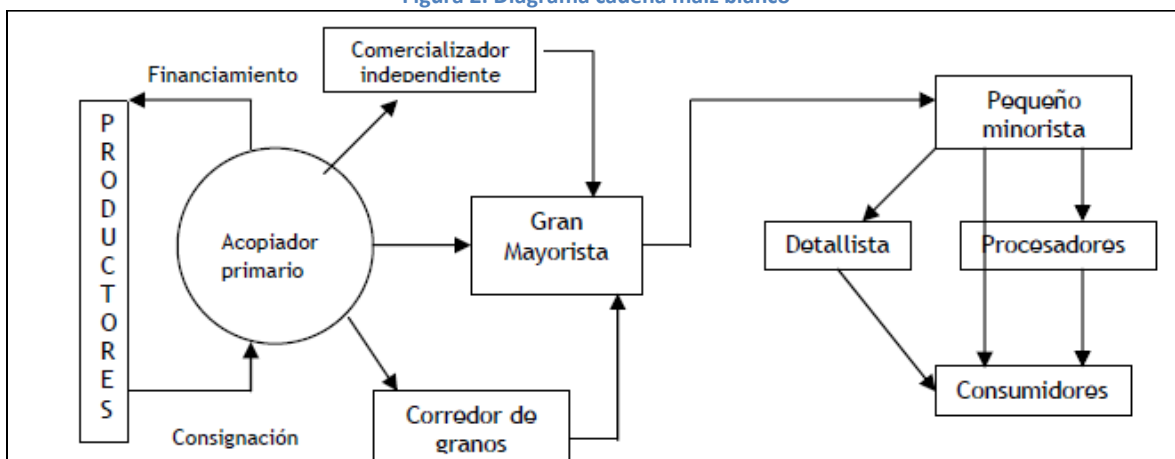 Figura 2. Diagrama cadena maíz blanco
Financiamiento
PRODUCTORES
Acopiador
primario
Consignación
Comercializador
independiente
Gran
Mayorista
Corredor de
granos
Pequeño
minorista
Detallista
Procesadores
Consumidores